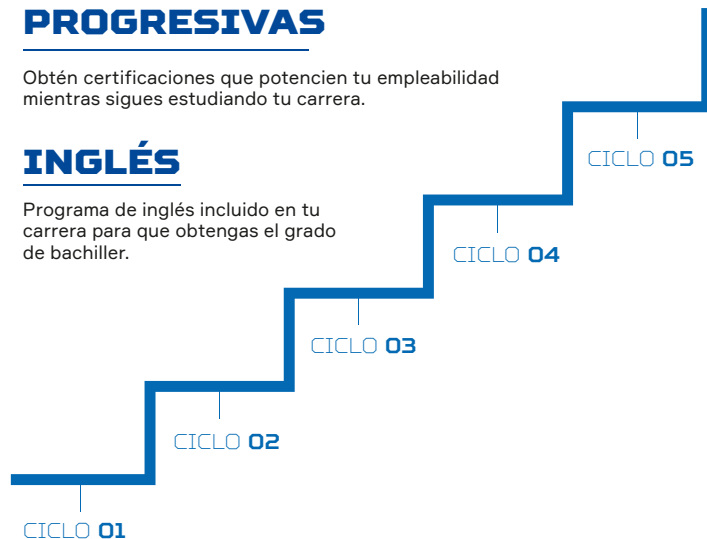 PROGRESIVAS
Obtén certificaciones que potencien tu empleabilidad
mientras sigues estudiando tu carrera.
INGLÉS
Programa de inglés incluido en tu
carrera para que obtengas el grado
de bachiller.
CICLO 05
CICLO 04
CICLO 03
CICLO 02
CICLO 01